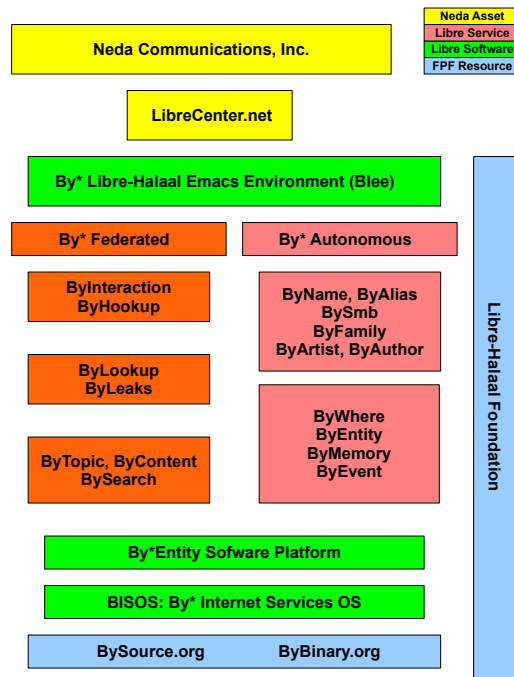 Neda Communications, Inc.
Neda Asset
Libre Service
Libre Software
FPF Resource
LibreCenter.net
By* Libre-Halaal Emacs Environment (Blee)
By* Federated
By* Autonomous
ByInteraction
ByHookup
ByName, ByAlias
BySmb
ByFamily
ByArtist, ByAuthor
ByLookup
ByLeaks
ByWhere
ByEntity
ByMemory
ByEvent
ByTopic, ByContent
BySearch
Libre-Halaal Foundation
By*Entity Sofware Platform
BISOS: By* Internet Services OS
BySource.org
ByBinary.org